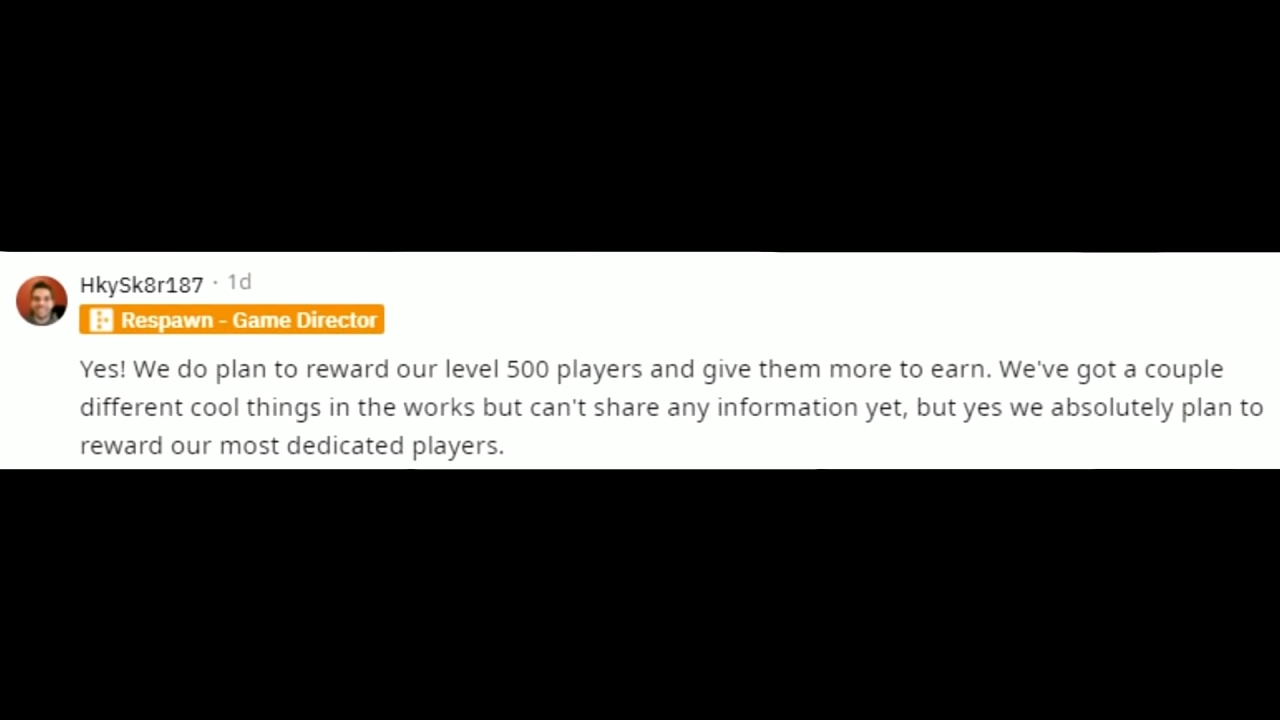 HkySk8r187 · 1d
Respawn - Game Director
Yes! We do plan to reward our level 500 players and give them more to earn. We've got a couple
different cool things in the works but can't share any information yet, but yes we absolutely plan to
reward our most dedicated players.